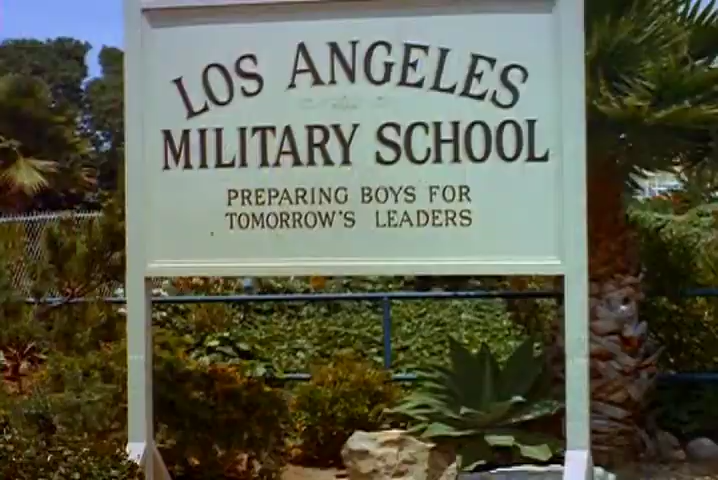 LOS ANGELES
MILITARY SCHOOL
PREPARING BOYS FOR
TOMORROW'S LEADERS